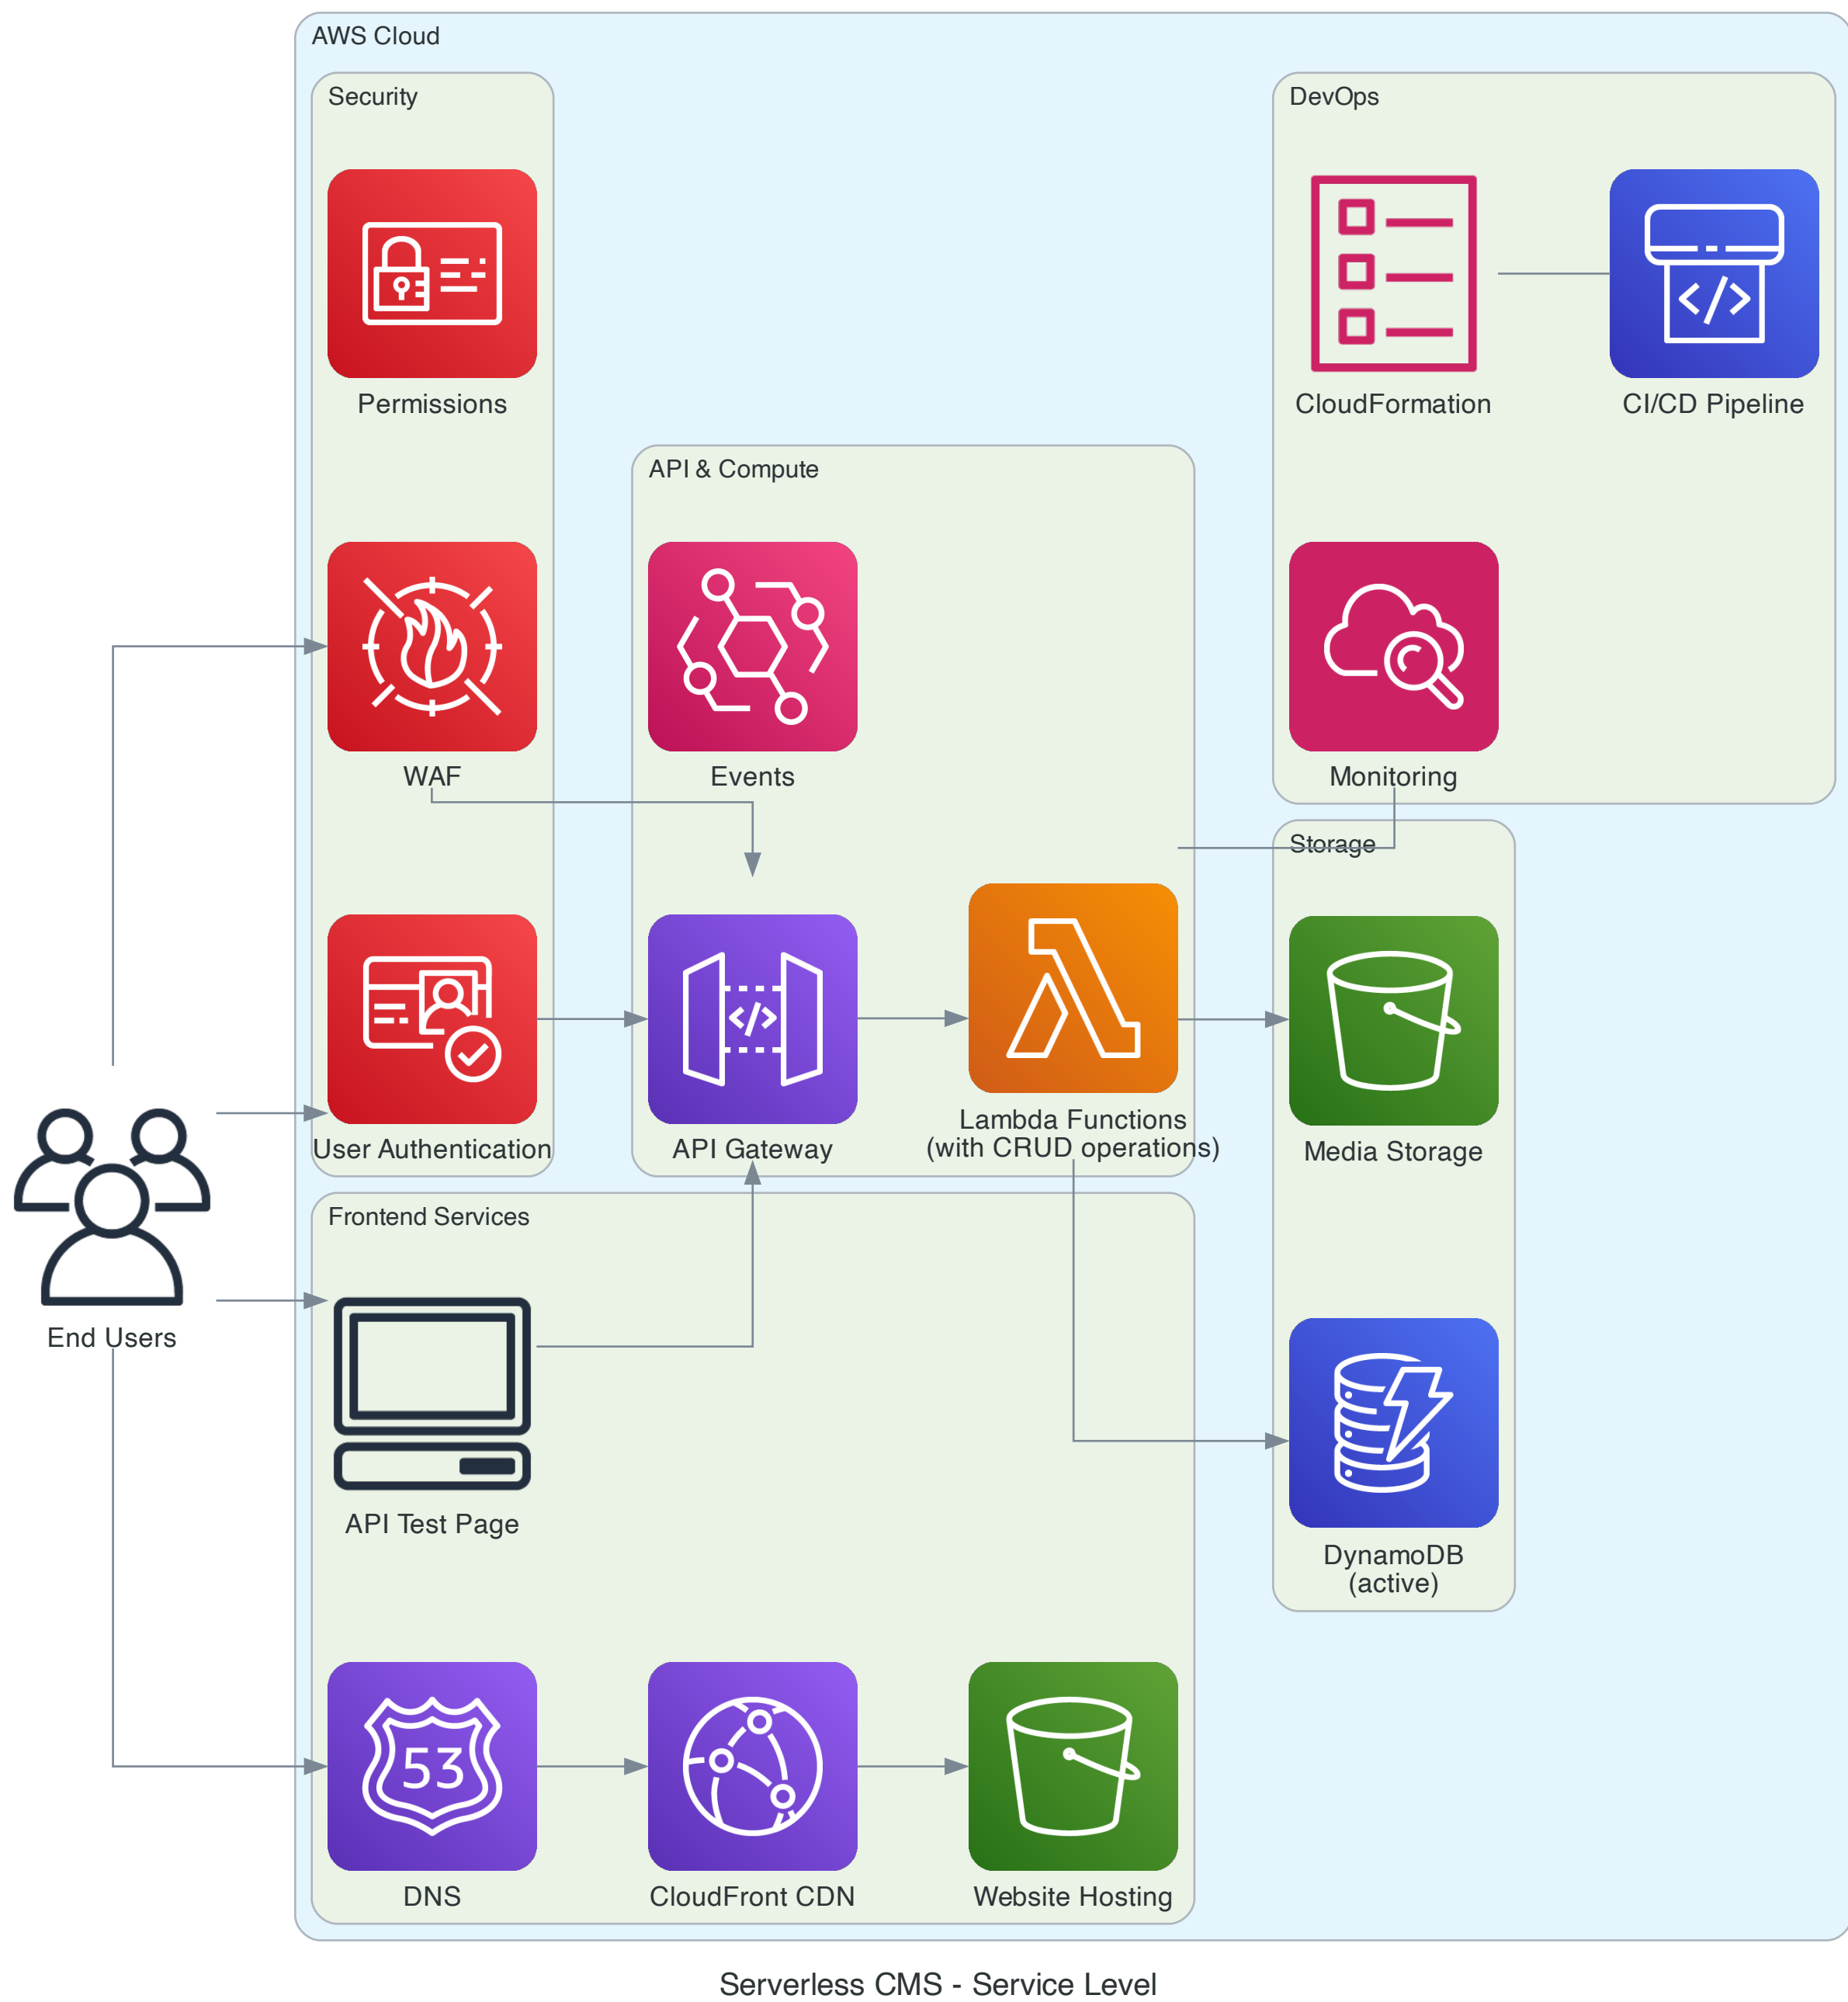 AWS Cloud
Security
DevOps
Permissions
CloudFormation
CI/CD Pipeline
API & Compute
WAF
Events
Monitoring
Storage
User Authentication
API Gateway
Lambda Functions
(with CRUD operations)
Media Storage
Frontend Services
End Users
API Test Page
DynamoDB
(active)
53
DNS
CloudFront CDN
Website Hosting
Serverless CMS - Service Level